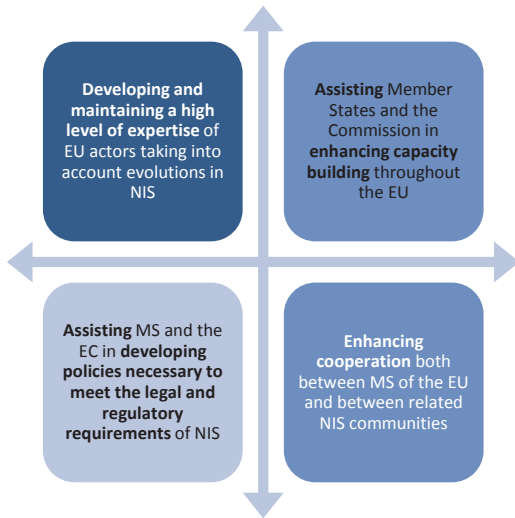 Developing and
maintaining a high
level of expertise of
EU actors taking into
account evolutions in
NIS
Assisting Member
States and the
Commission in
enhancing capacity
building throughout
the EU
Assisting MS and the
EC in developing
policies necessary to
meet the legal and
regulatory
requirements of NIS
Enhancing
cooperation both
between MS of the EU
and between related
NIS communities